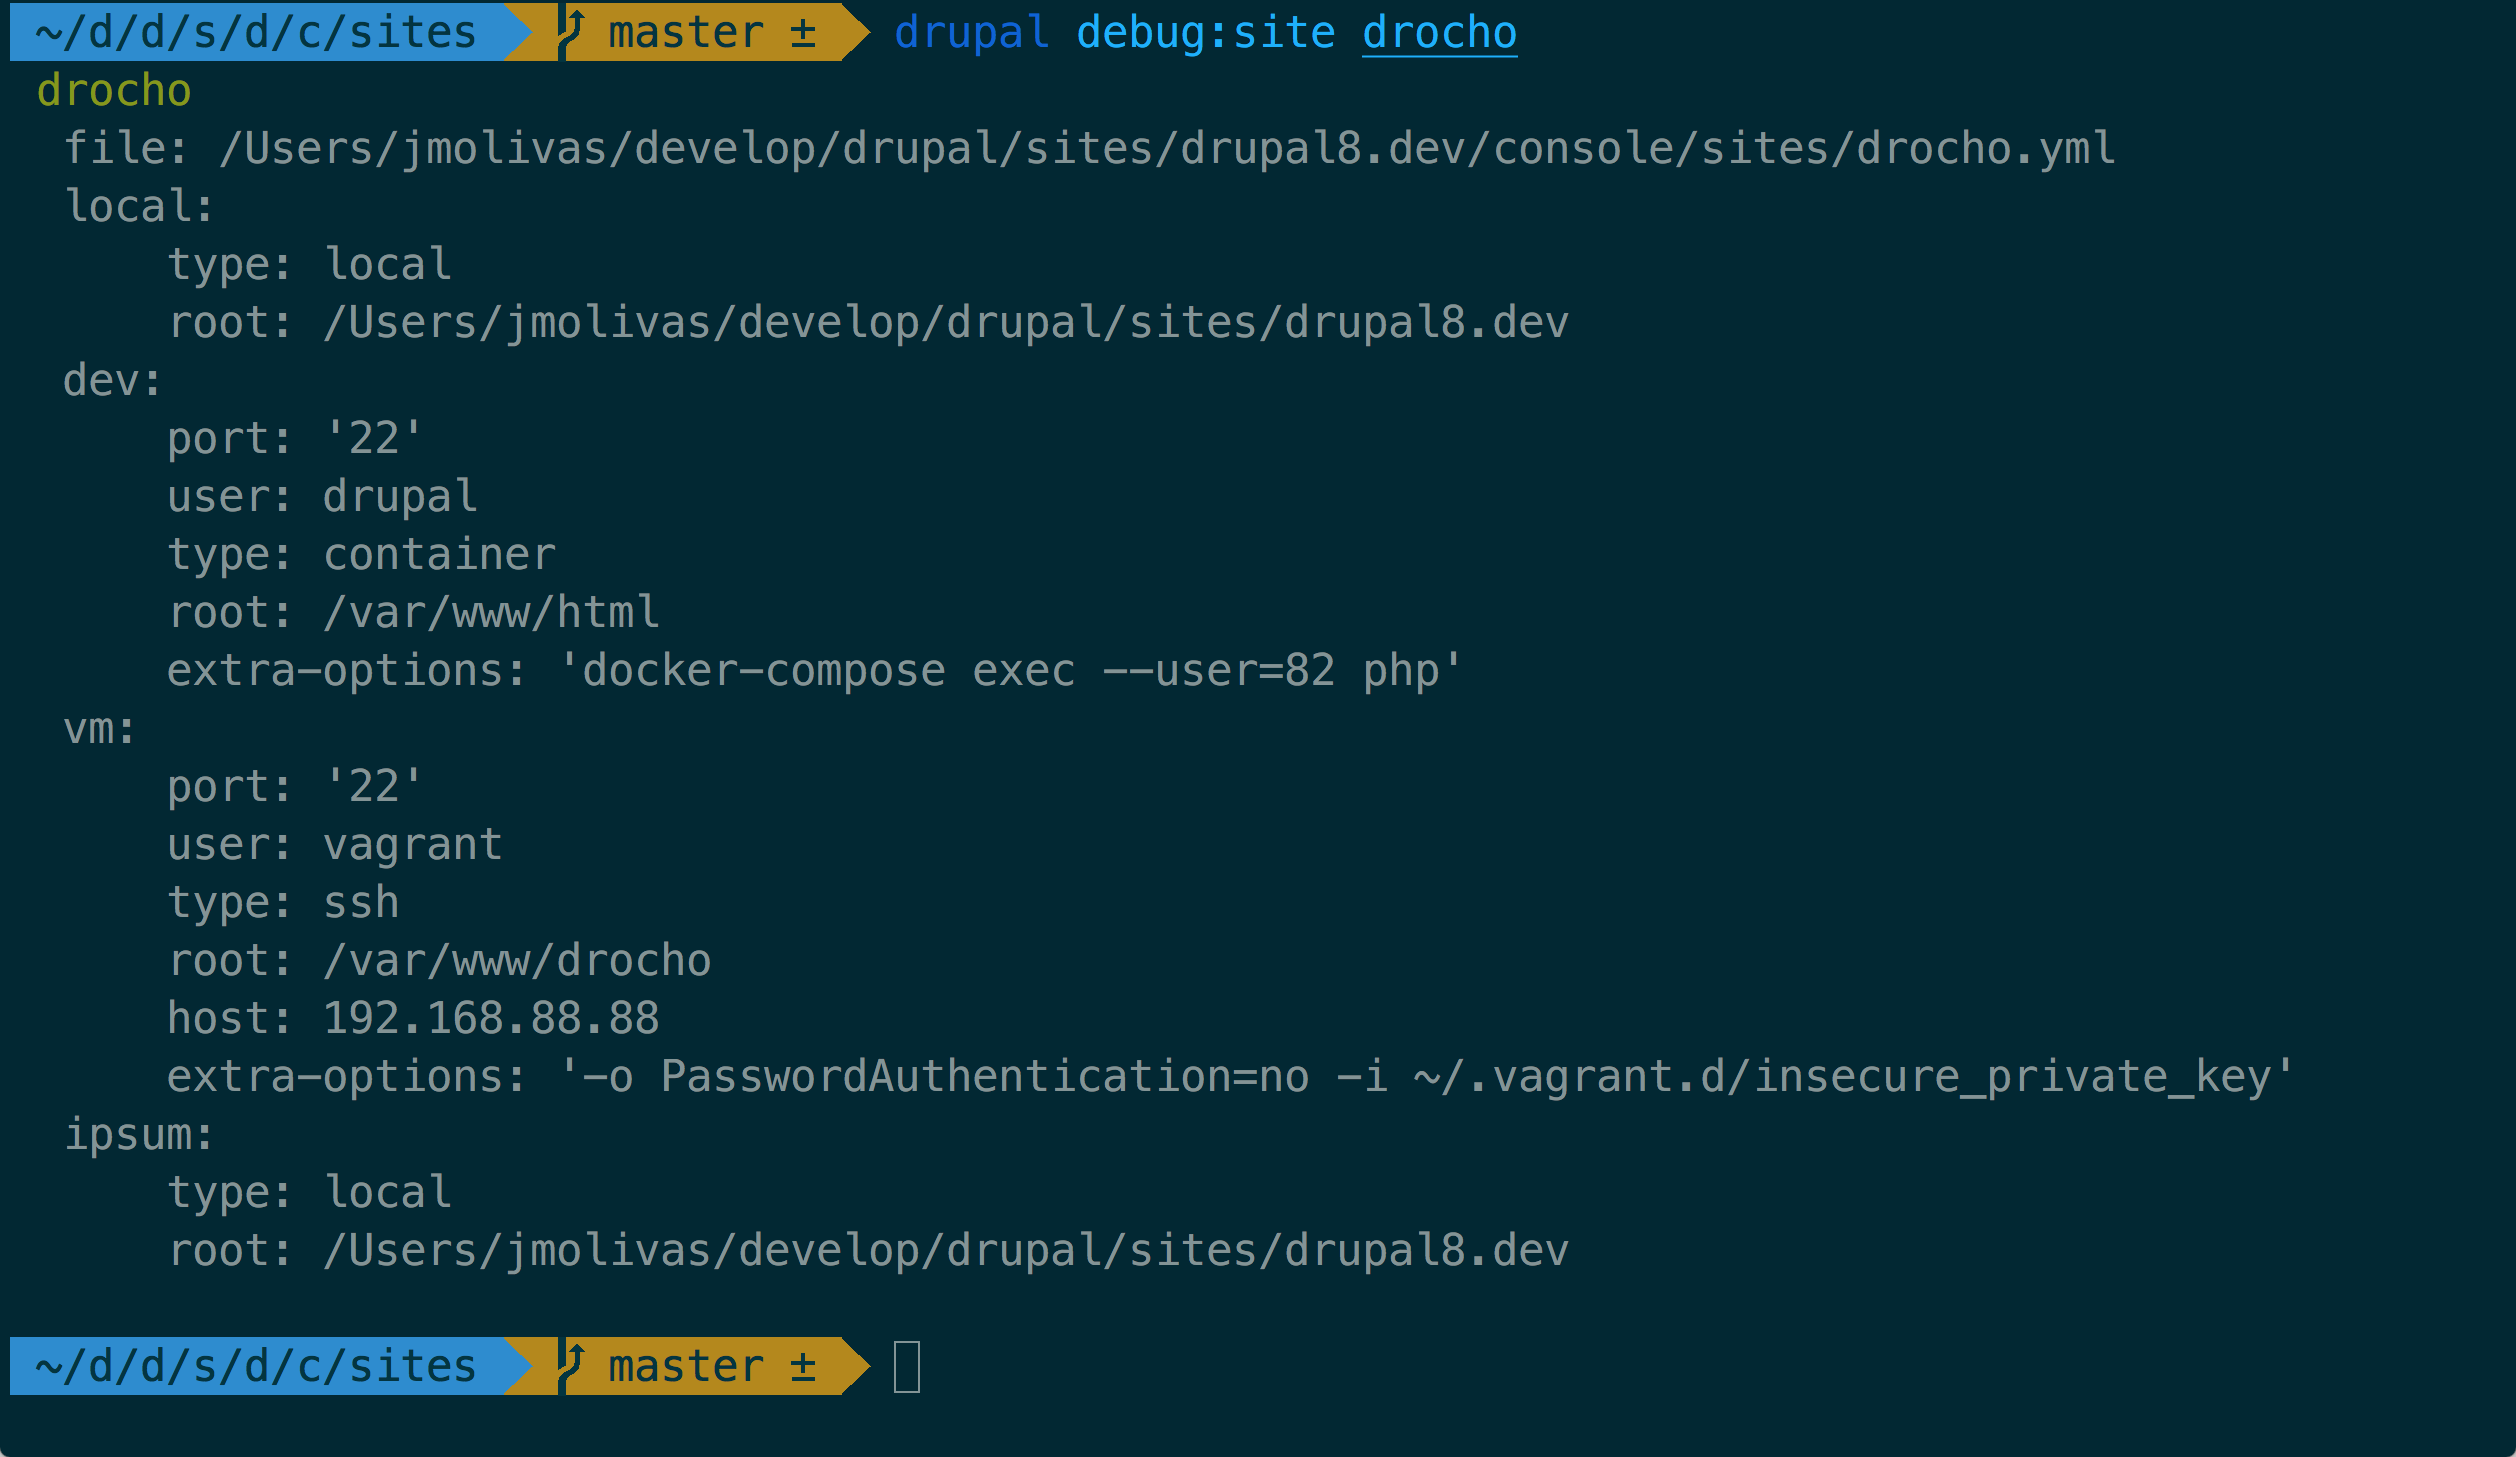 ~/d/d/s/d/c/sites master ± drupal debug:site drocho
drocho
file: /Users/jmolivas/develop/drupal/sites/drupal8.dev/console/sites/drocho.yml
local:
type: local
root: /Users/jmolivas/develop/drupal/sites/drupal8.dev
dev:
port: '22'
user: drupal
type: container
root: /var/www/html
extra-options: 'docker-compose exec --user=82 php'
vm:
port: '22'
user: vagrant
type: ssh
root: /var/www/drocho
host: 192.168.88.88
extra-options: '-o PasswordAuthentication=no -i ~/.vagrant.d/insecure_private_key'
ipsum:
type: local
root: /Users/jmolivas/develop/drupal/sites/drupal8.dev
~/d/d/s/d/c/sites master ±